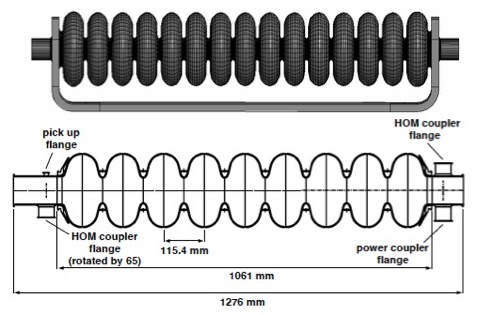 HOM coupler
flange
pick up
flange
HOM coupler
flange
(rotated by 65)
115.4 mm
power coupler
flange
1061 mm
1276 mm